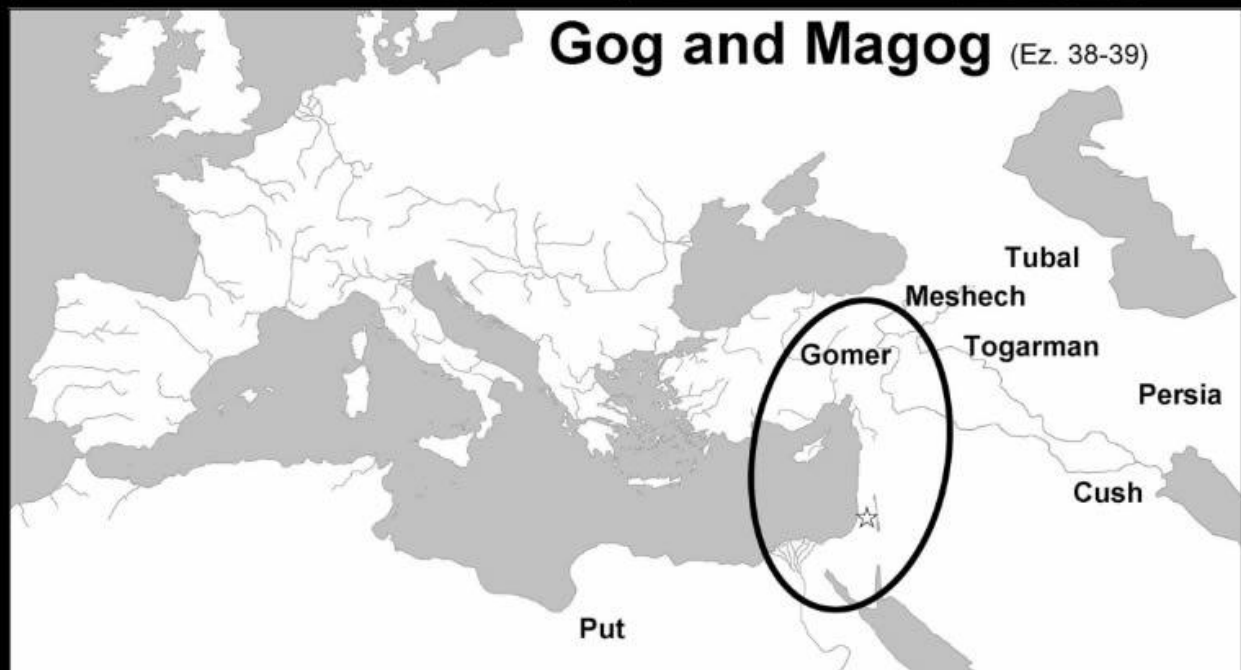 Gog and Magog (Ez. 38-39)
Tubal
Meshech
Gomer
Togarman
Persia
Cush
Put